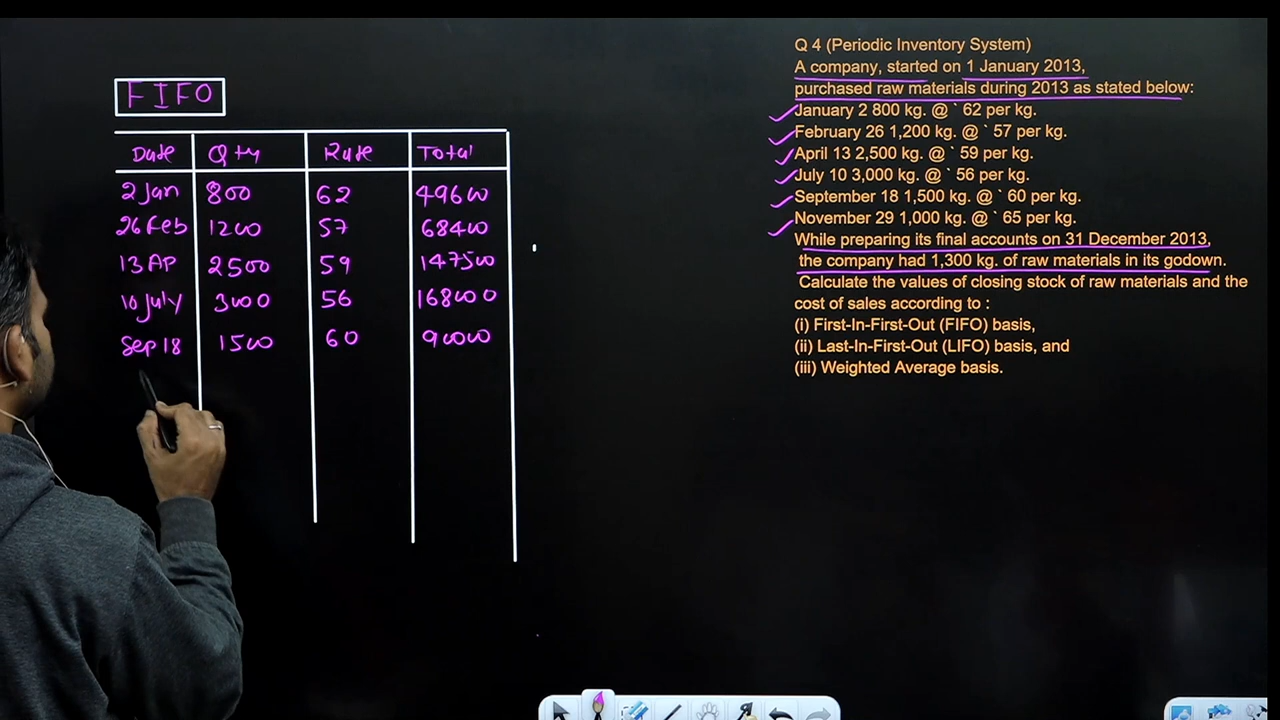 FIFO
Date Qty Rate Total
2 Jan 800 62 49600
26 Feb 1200 57 68400
13 AP 2500 59 147500
10 July 3000 56 168000
Sep 18 1500 60 90000
Q 4 (Periodic Inventory System)
A company, started on 1 January 2013,
purchased raw materials during 2013 as stated below:
January 2 800 kg. @ ` 62 per kg.
February 26 1,200 kg. @ ` 57 per kg.
April 13 2,500 kg. @ ` 59 per kg.
July 10 3,000 kg. @ ` 56 per kg.
September 18 1,500 kg. @ ` 60 per kg.
November 29 1,000 kg. @ ` 65 per kg.
While preparing its final accounts on 31 December 2013,
the company had 1,300 kg. of raw materials in its godown.
Calculate the values of closing stock of raw materials and the
cost of sales according to :
(i) First-In-First-Out (FIFO) basis,
(ii) Last-In-First-Out (LIFO) basis, and
(iii) Weighted Average basis.